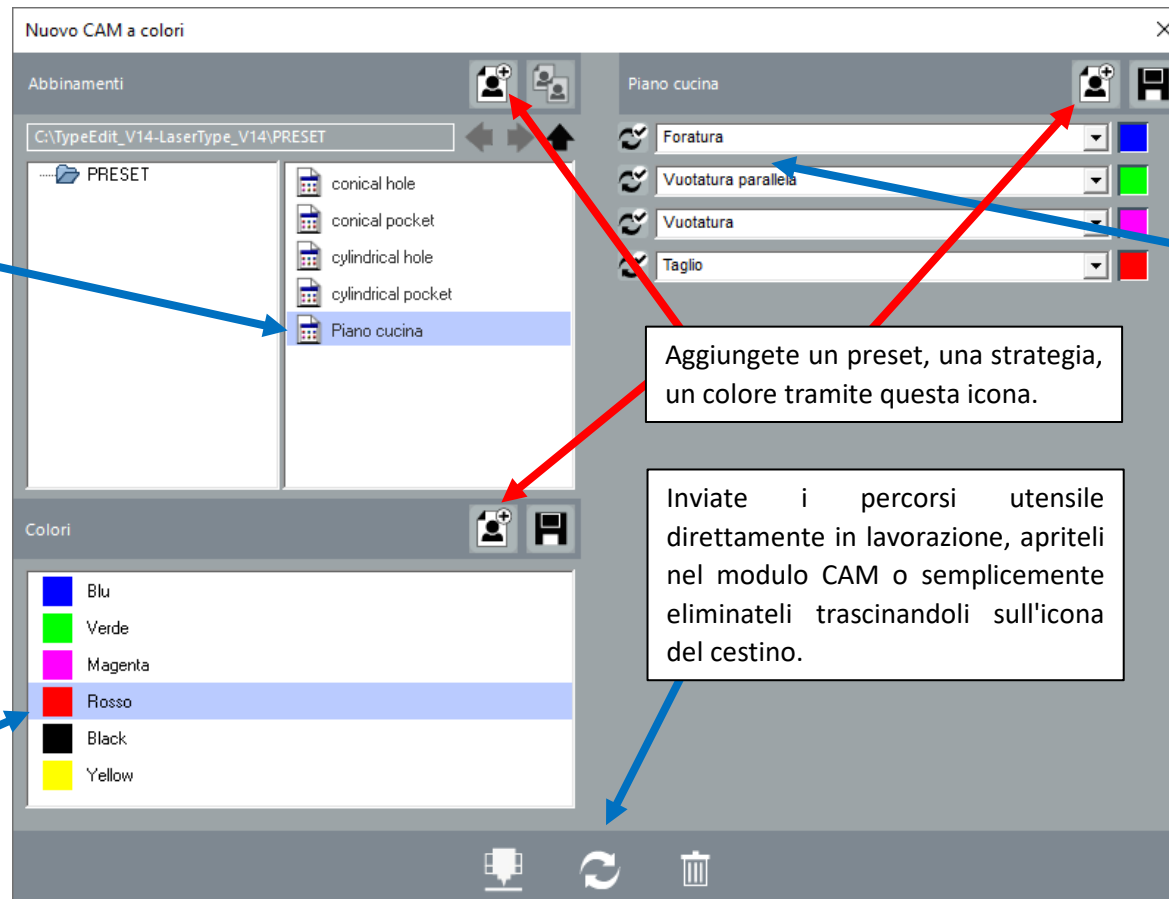 Nuovo CAM a colori
Abbinamenti
C:\TypeEdit_V14-LaserType_V14\PRESET
PRESET
conical hole
conical pocket
cylindrical hole
cylindrical pocket
Piano cucina
Colori
Blu
Verde
Magenta
Rosso
Black
Yellow
Piano cucina
Foratura
Vuotatura parallela
Vuotatura
Taglio
Aggiungete un preset, una strategia,
un colore tramite questa icona.
Inviate i percorsi utensile
direttamente in lavorazione, apriteli
nel modulo CAM o semplicemente
eliminateli trascinandoli sull'icona
del cestino.